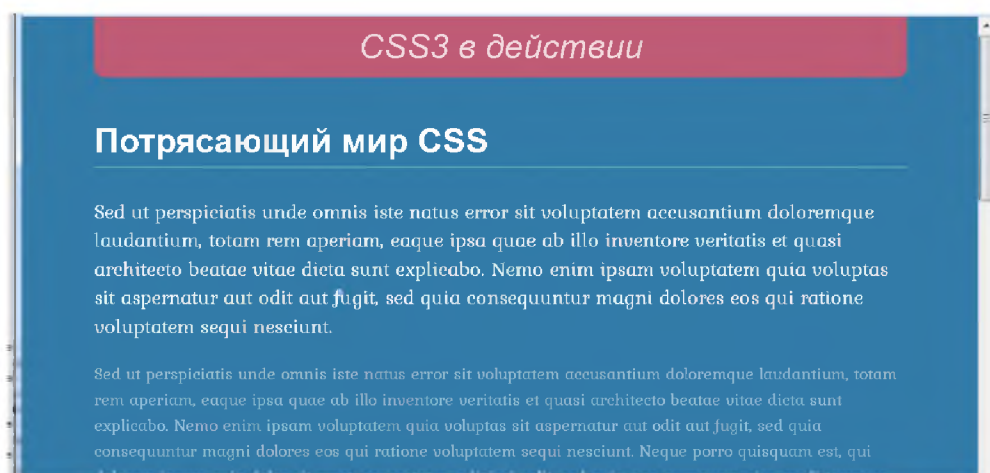 CSS3 в действии
Потрясающий мир CSS
Sed ut perspiciatis unde omnis iste natus error sit voluptatem accusantium doloremque
laudantium, totam rem aperiam, eaque ipsa quae ab illo inventore veritatis et quasi
architecto beatae vitae dicta sunt explicabo. Nemo enim ipsam voluptatem quia voluptas
sit aspernatur aut odit aut fugit, sed quia consequuntur magni dolores eos qui ratione
voluptatem sequi nesciunt.
Sed ut perspiciatis unde omnis iste natus error sit voluptatem accusantium doloremque laudantium, totam
rem aperiam, eaque ipsa quae ab illo inventore veritatis et quasi architecto beatae vitae dicta sunt
explicabo. Nemo enim ipsam voluptatem quia voluptas sit aspernatur aut odit aut fugit, sed quia
consequuntur magni dolores eos qui ratione voluptatem sequi nesciunt. Neque porro quisquam est, qui